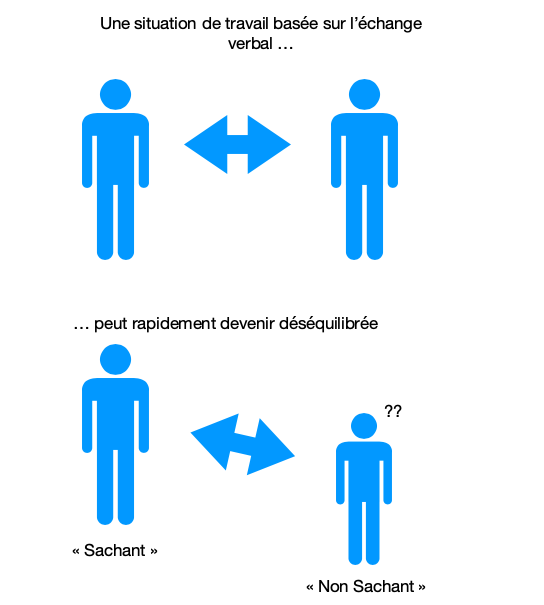 Une situation de travail basée sur l’échange
verbal …
… peut rapidement devenir déséquilibrée
??
« Sachant »
« Non Sachant »